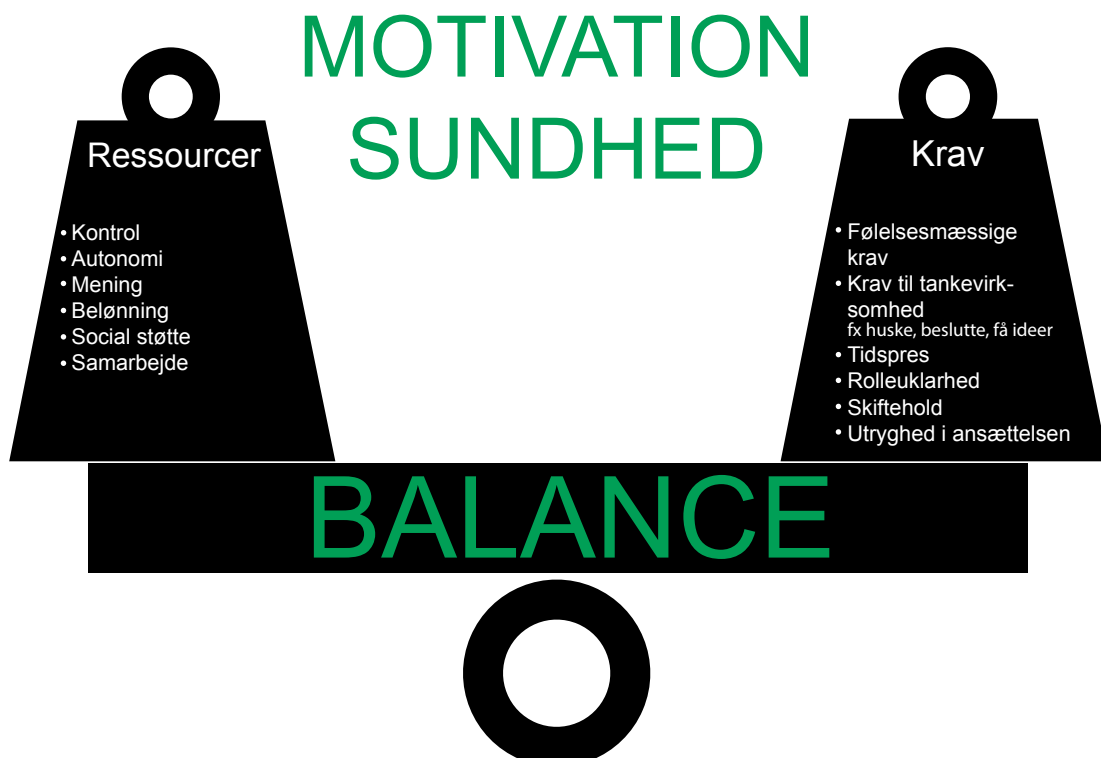 MOTIVATION
SUNDHED
Ressourcer
• Kontrol
• Autonomi
• Mening
• Belønning
• Social støtte
• Samarbejde
Krav
• Følelsesmæssige
krav
• Krav til tankevirk-
somhed
fx huske, beslutte, få ideer
• Tidspres
• Rolleuklarhed
• Skiftehold
• Utryghed i ansættelsen
BALANCE